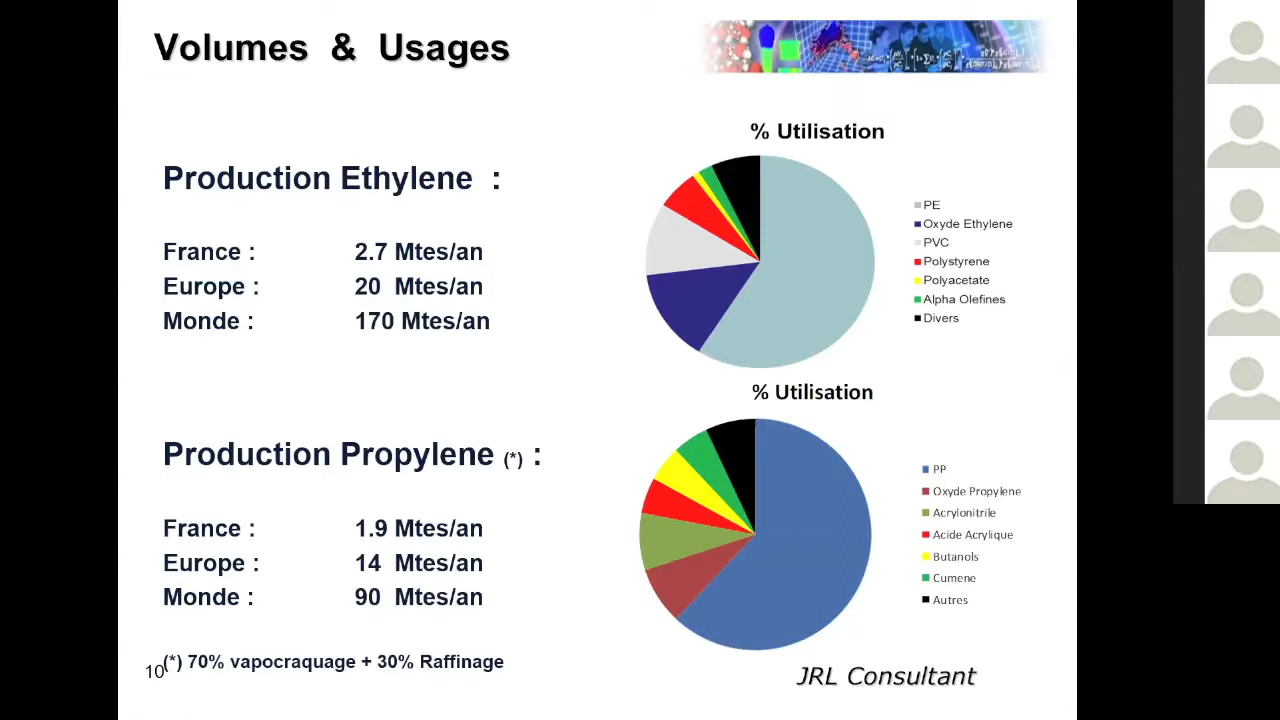 Volumes & Usages
Production Ethylene :
France : 2.7 Mtes/an
Europe : 20 Mtes/an
Monde : 170 Mtes/an
% Utilisation
PE
Oxyde Ethylene
PVC
Polystyrene
Polyacetate
Alpha Olefines
Divers
Production Propylene (*) :
France : 1.9 Mtes/an
Europe : 14 Mtes/an
Monde : 90 Mtes/an
% Utilisation
PP
Oxyde Propylene
Acrylonitrile
Acide Acrylique
Butanols
Cumene
Autres
(*) 70% vapocraquage + 30% Raffinage
10
JRL Consultant